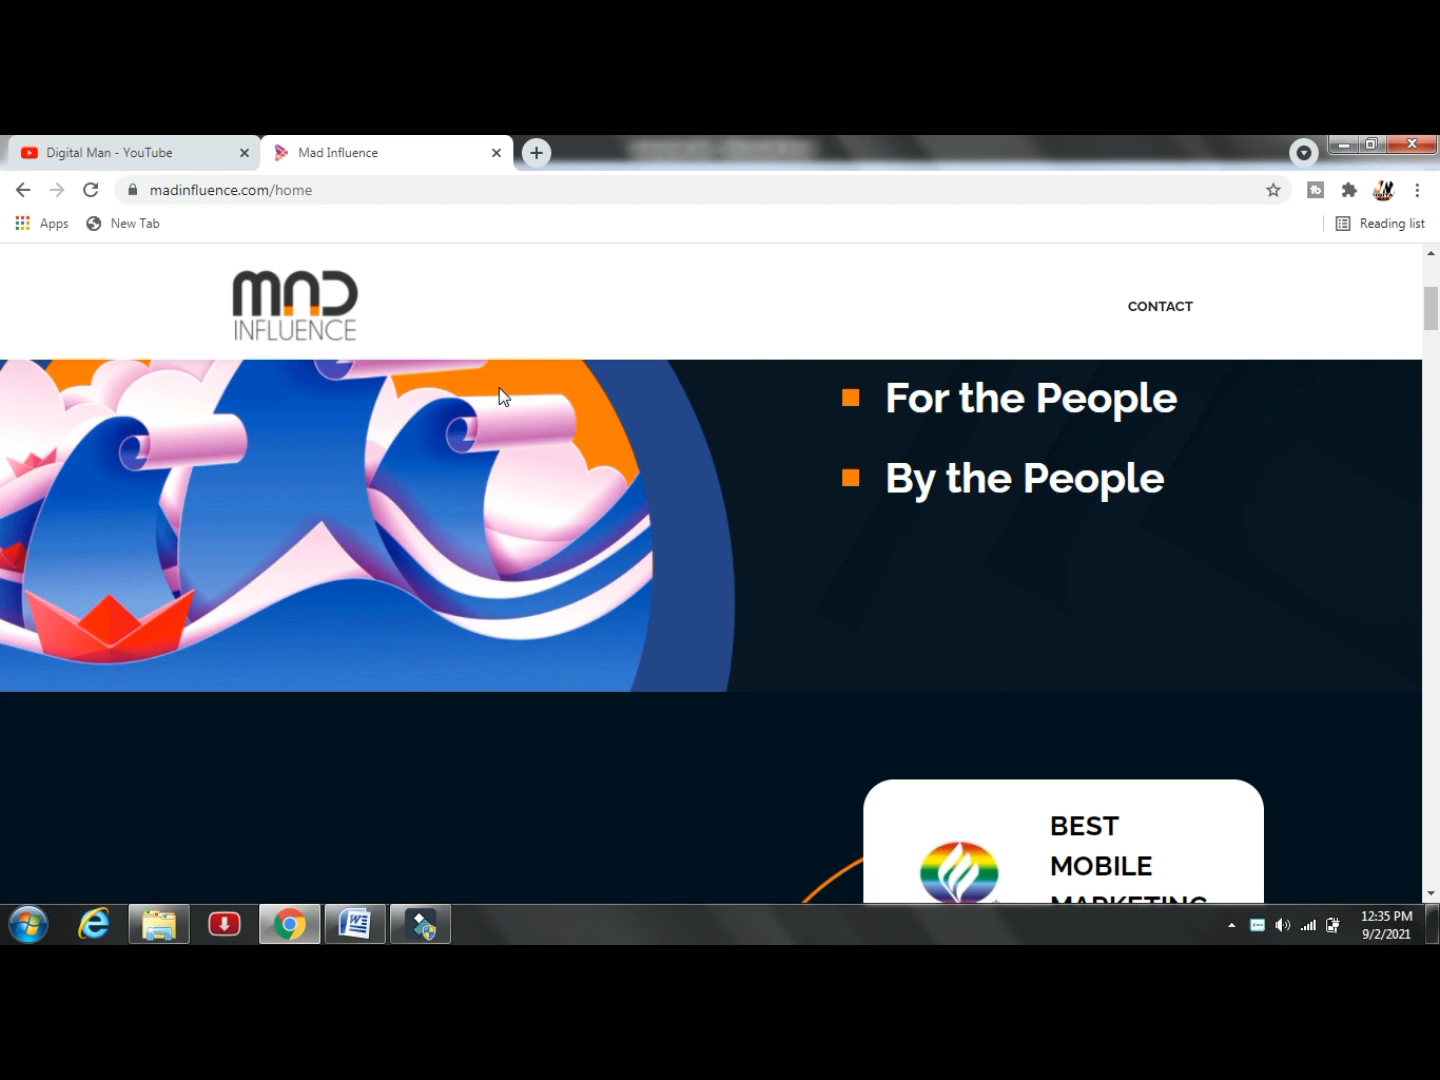 Digital Man - YouTube
Mad Influence
madinfluence.com/home
Apps
New Tab
Reading list
MAD
INFLUENCE
CONTACT
For the People
By the People
BEST
MOBILE
MARKETING
12:35 PM
9/2/2021